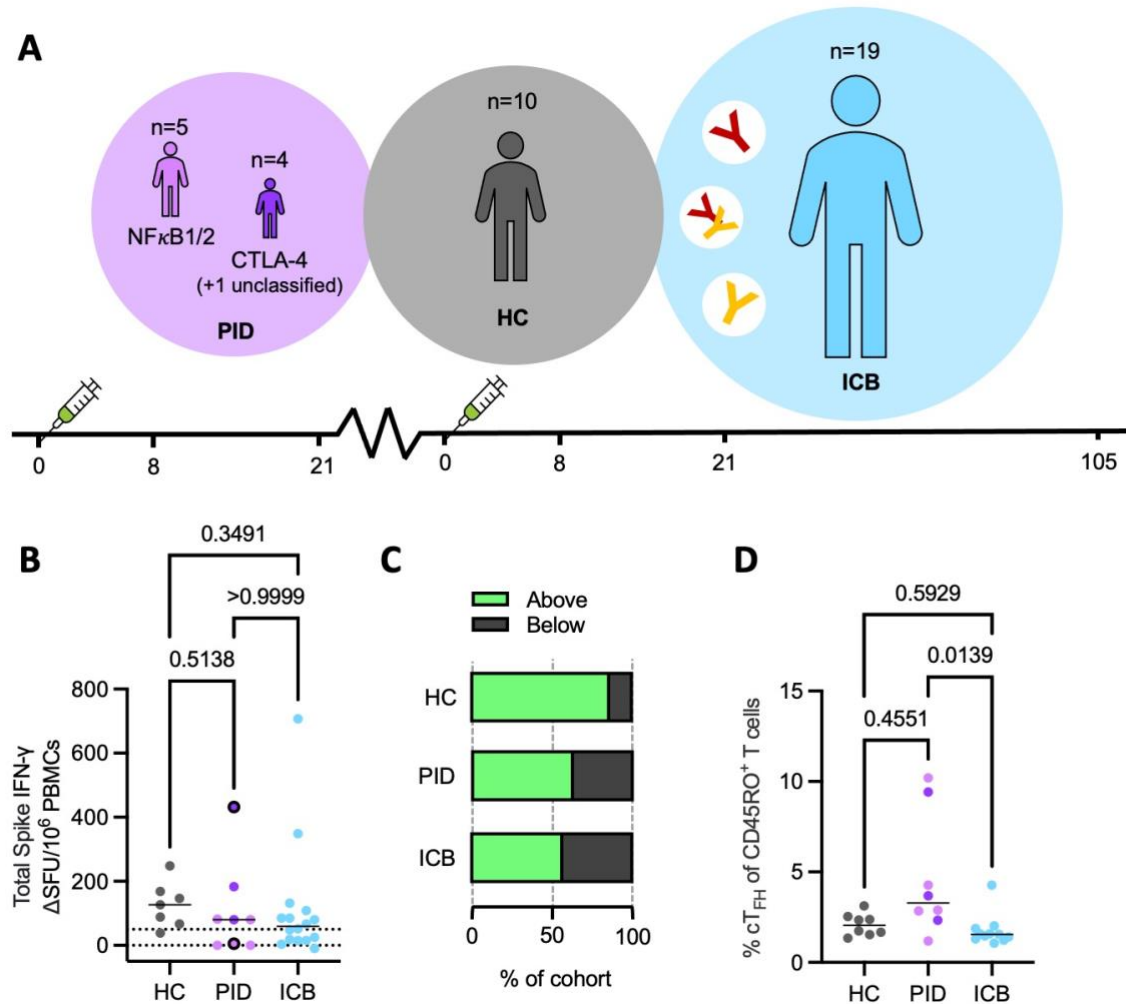 A
n=5
n=4
NFκB1/2
CTLA-4
(+1 unclassified)
PID
n=10
HC
n=19
ICB
0
8
21
0
8
21
105
B
0.3491
>0.9999
0.5138
Total Spike IFN-γ
ΔSFU/10⁶ PBMCs
800
600
400
200
0
HC PID ICB
C
Above
Below
HC
PID
ICB
0 50 100
% of cohort
D
0.5929
0.0139
0.4551
% cTFH of CD45RO⁺ T cells
15
10
5
0
HC PID ICB